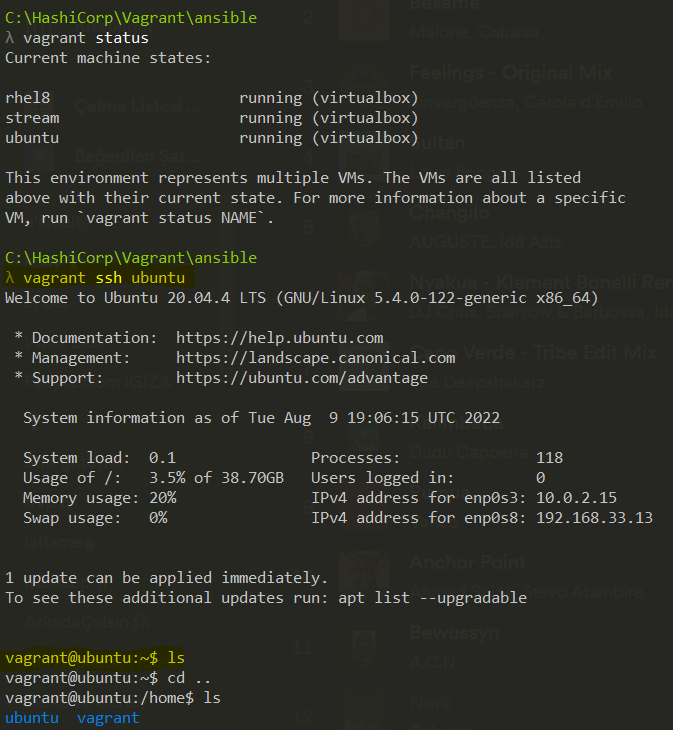 C:\HashiCorp\Vagrant\ansible
λ vagrant status
Current machine states:
rhel8                     running (virtualbox)
stream                    running (virtualbox)
ubuntu                    running (virtualbox)
This environment represents multiple VMs. The VMs are all listed
above with their current state. For more information about a specific
VM, run `vagrant status NAME`.
C:\HashiCorp\Vagrant\ansible
λ vagrant ssh ubuntu
Welcome to Ubuntu 20.04.4 LTS (GNU/Linux 5.4.0-122-generic x86_64)
 * Documentation:  https://help.ubuntu.com
 * Management:     https://landscape.canonical.com
 * Support:        https://ubuntu.com/advantage
  System information as of Tue Aug  9 19:06:15 UTC 2022
  System load:  0.1               Processes:               118
  Usage of /:   3.5% of 38.70GB   Users logged in:         0
  Memory usage: 20%               IPv4 address for enp0s3: 10.0.2.15
  Swap usage:   0%                IPv4 address for enp0s8: 192.168.33.13
1 update can be applied immediately.
To see these additional updates run: apt list --upgradable
vagrant@ubuntu:~$ ls
vagrant@ubuntu:~$ cd ..
vagrant@ubuntu:/home$ ls
ubuntu  vagrant